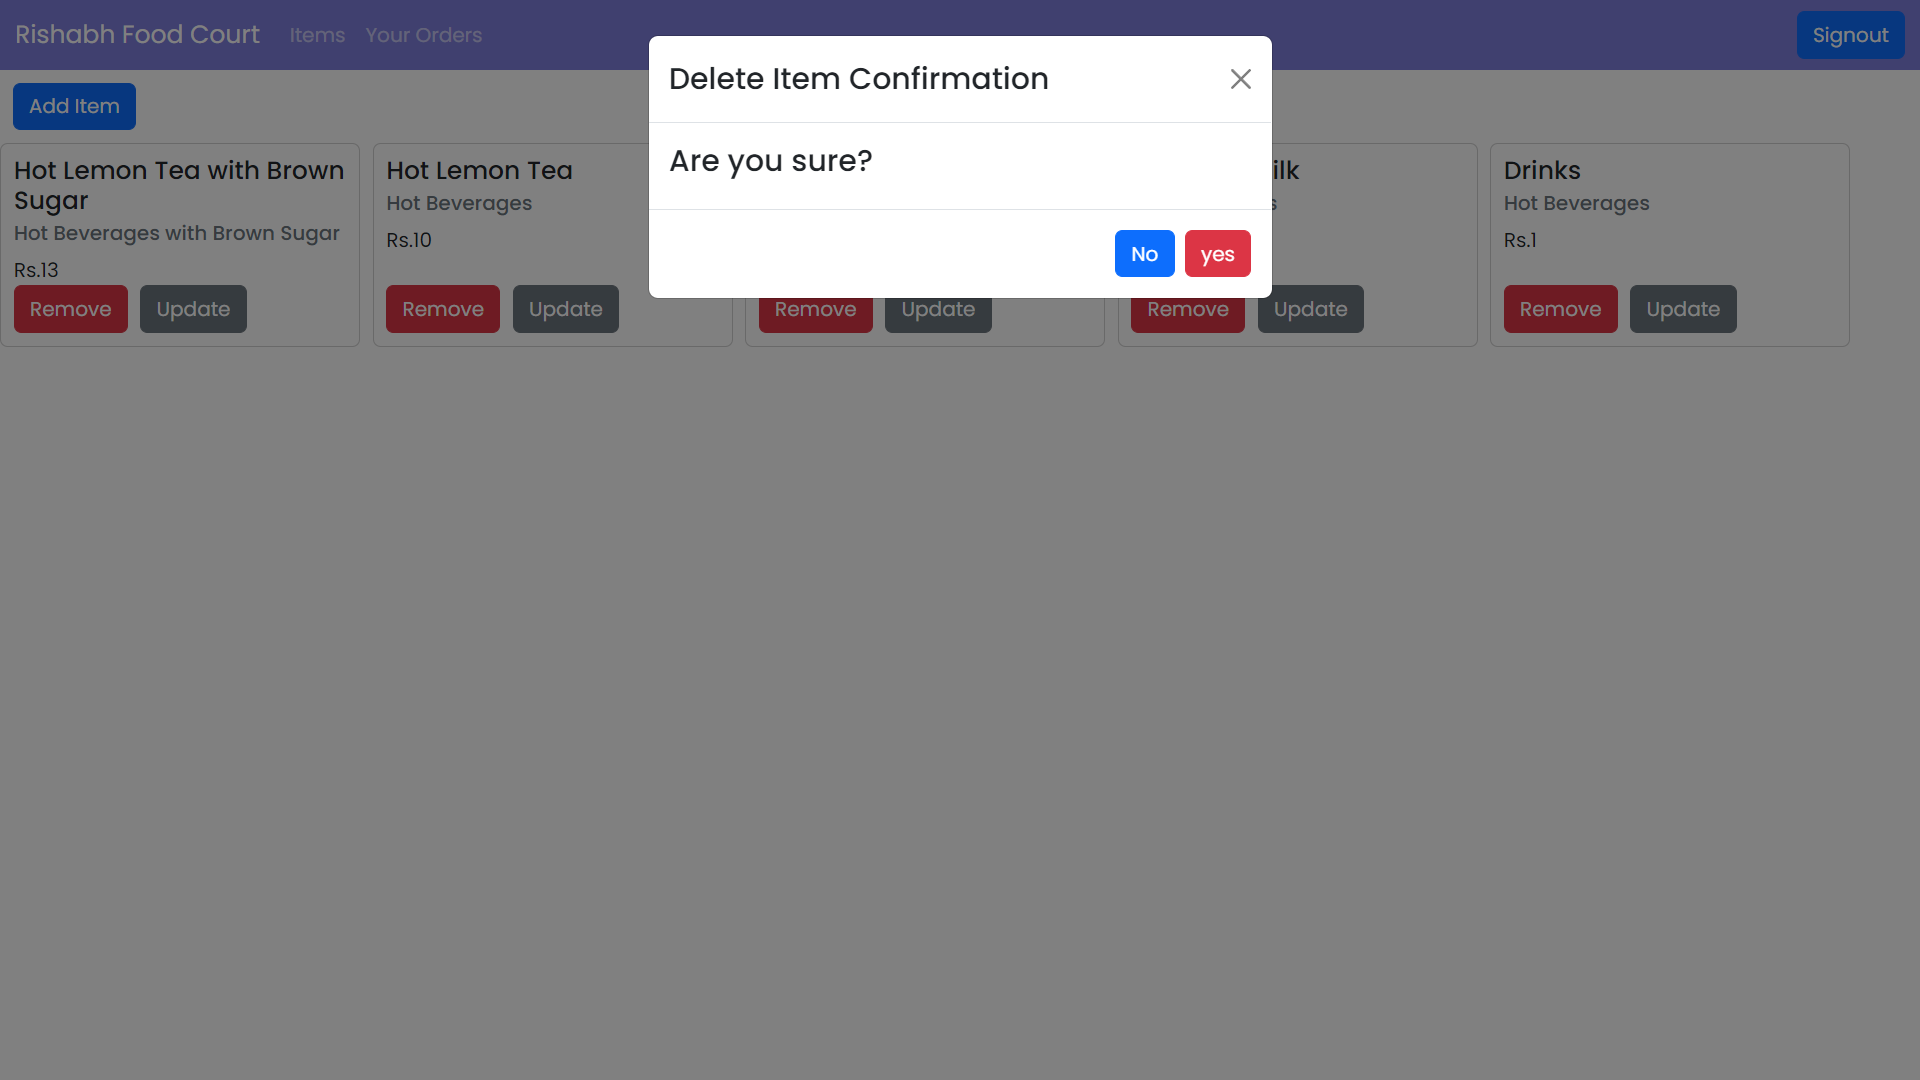 Rishabh Food Court Items Your Orders Signout
Delete Item Confirmation
Are you sure?
No yes
Add Item
Hot Lemon Tea with Brown
Sugar
Hot Beverages with Brown Sugar
Rs.13
Remove Update
Hot Lemon Tea
Hot Beverages
Rs.10
Remove Update
Remove Update
Remove Update
Drinks
Hot Beverages
Rs.1
Remove Update